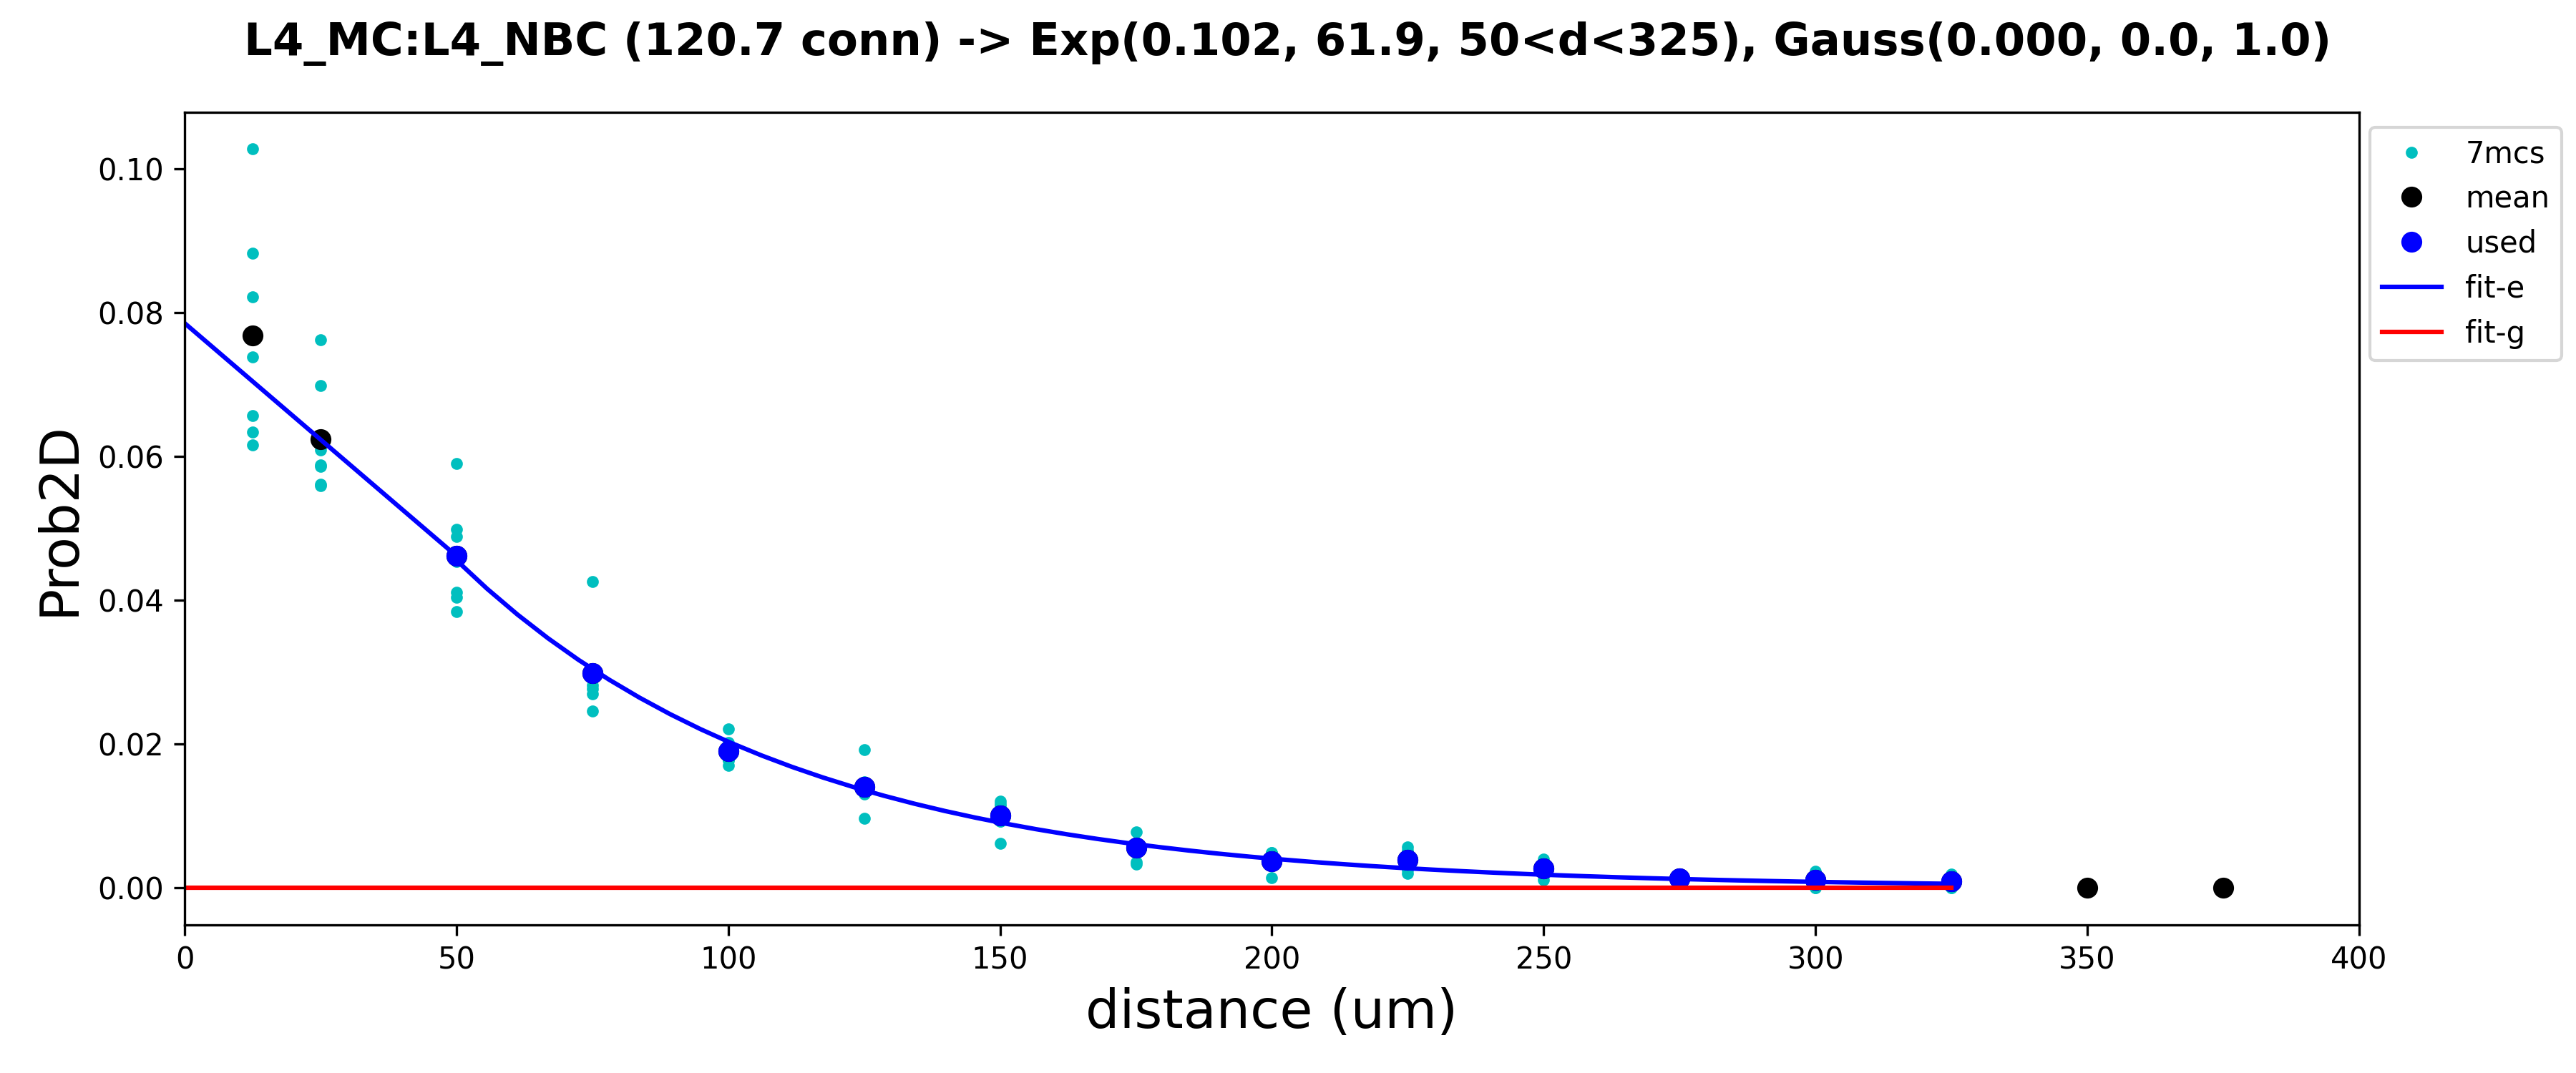 L4_MC:L4_NBC (120.7 conn) -> Exp(0.102, 61.9, 50<d<325), Gauss(0.000, 0.0, 1.0)
7mcs
mean
used
fit-e
fit-g
Prob2D
0.10
0.08
0.06
0.04
0.02
0.00
0 50 100 150 200 250 300 350 400
distance (um)